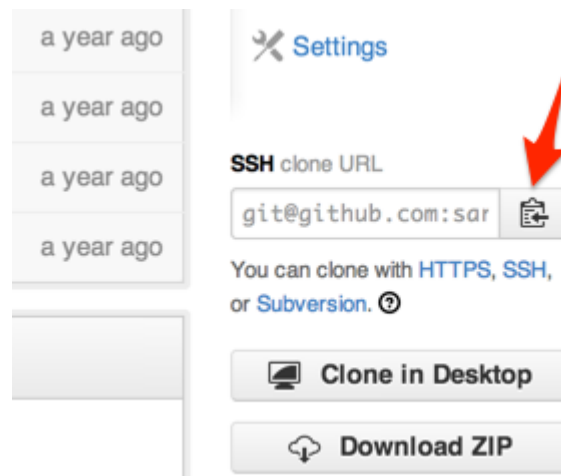 a year ago
a year ago
a year ago
a year ago
Settings
SSH clone URL
git@github.com:sar
You can clone with HTTPS, SSH,
or Subversion.
Clone in Desktop
Download ZIP